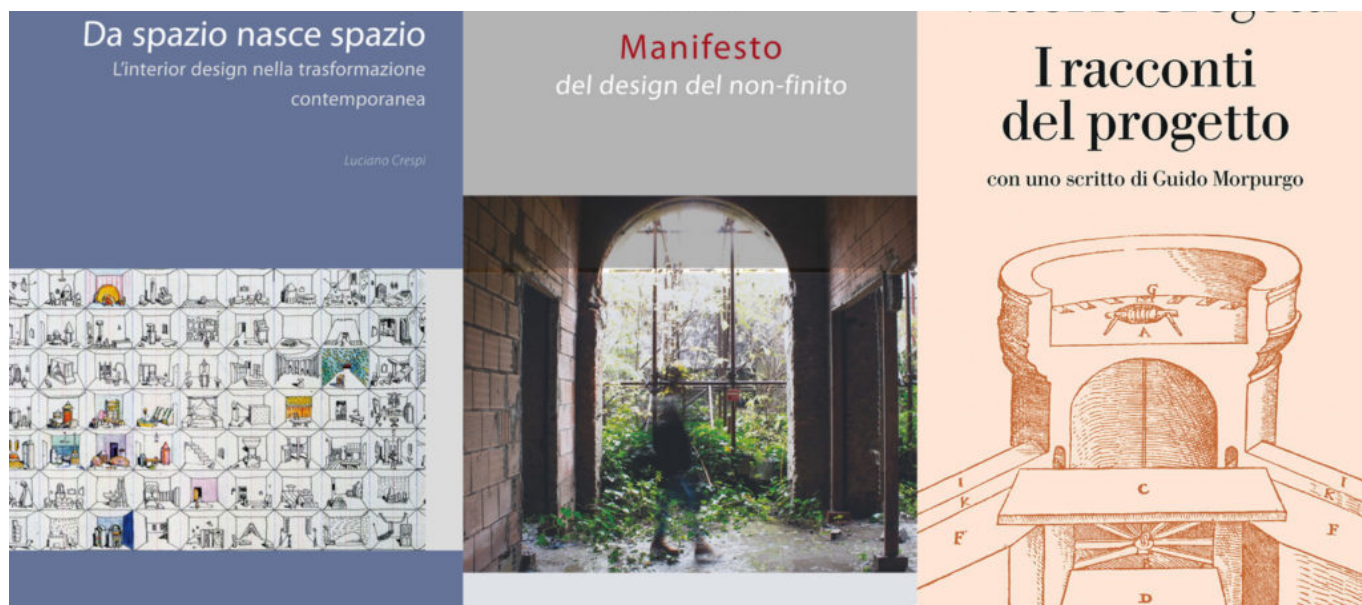 Da spazio nasce spazio
L'interior design nella trasformazione
contemporanea
Luciano Crespi
Manifesto
del design del non-finito
I racconti
del progetto
con uno scritto di Guido Morpurgo
G
A
I
K
F
C
I
K
F
D